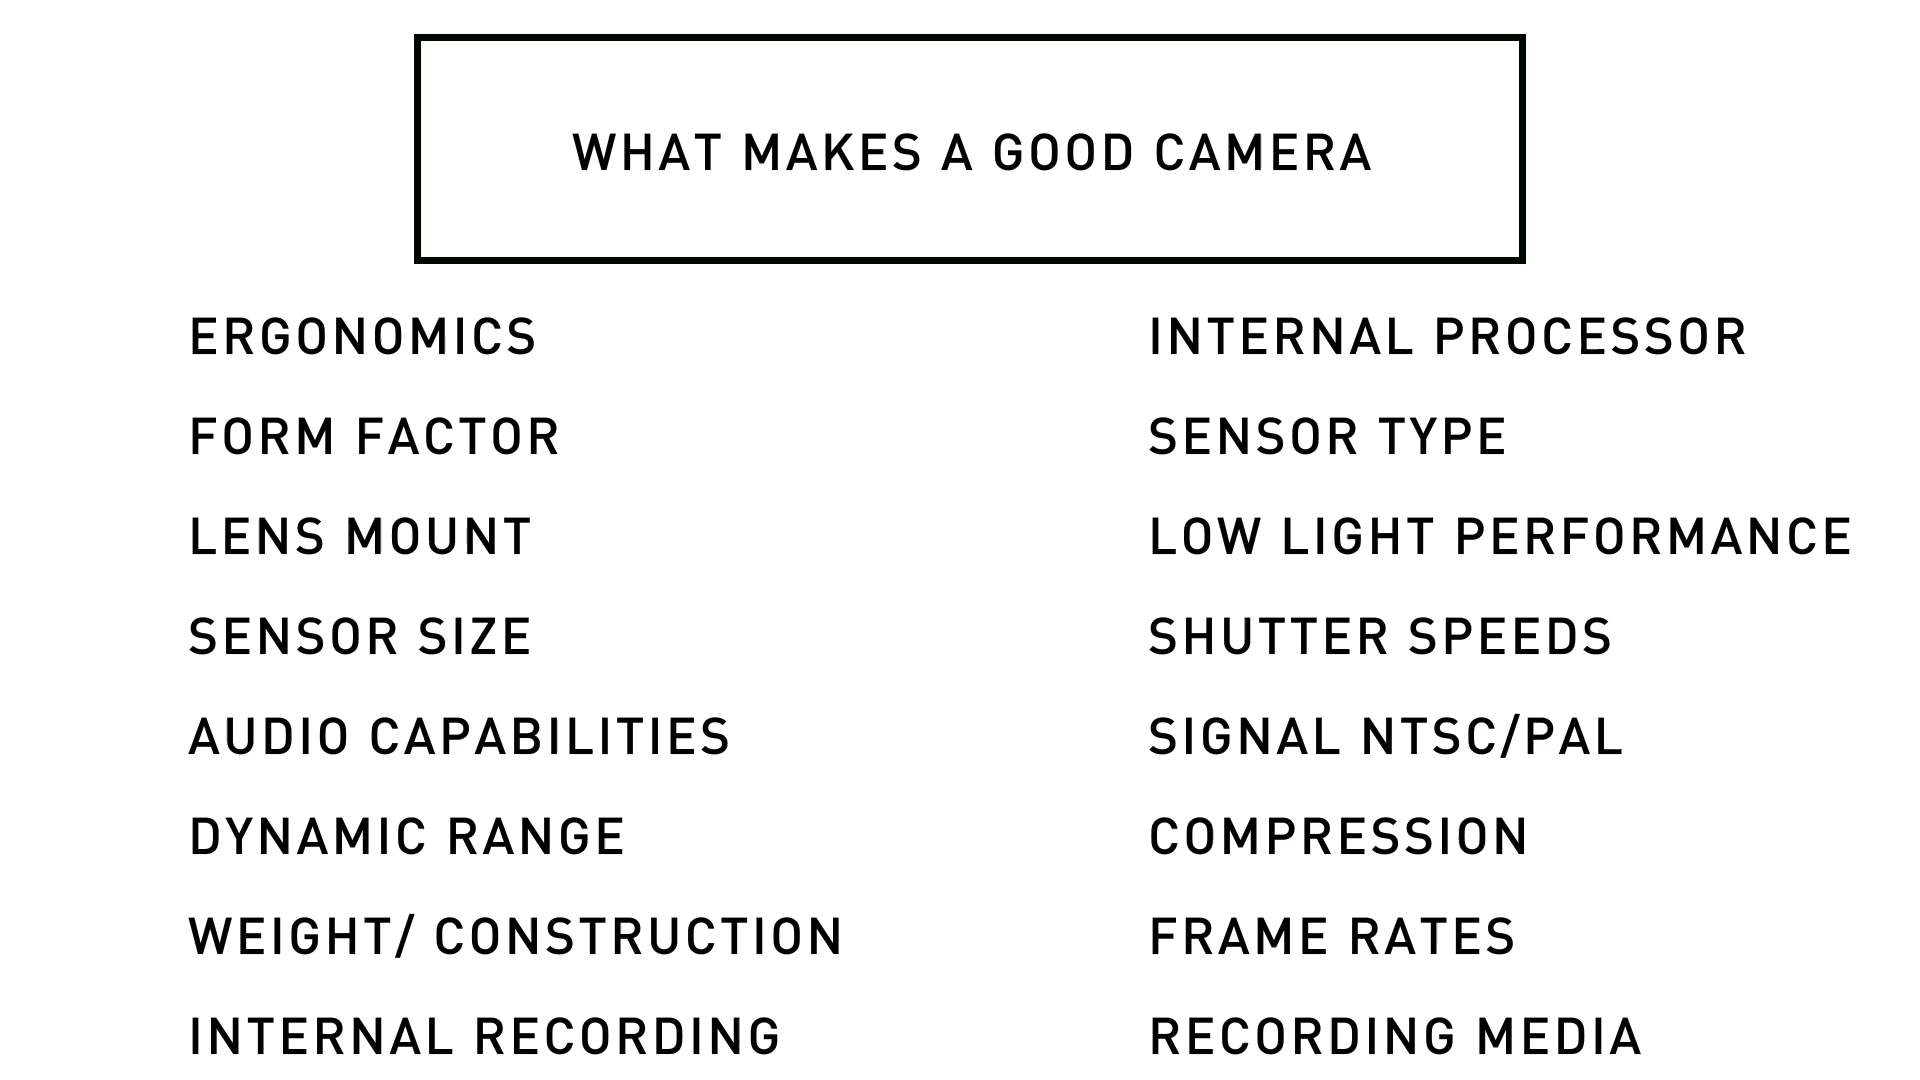 WHAT MAKES A GOOD CAMERA
ERGONOMICS
FORM FACTOR
LENS MOUNT
SENSOR SIZE
AUDIO CAPABILITIES
DYNAMIC RANGE
WEIGHT/ CONSTRUCTION
INTERNAL RECORDING
INTERNAL PROCESSOR
SENSOR TYPE
LOW LIGHT PERFORMANCE
SHUTTER SPEEDS
SIGNAL NTSC/PAL
COMPRESSION
FRAME RATES
RECORDING MEDIA